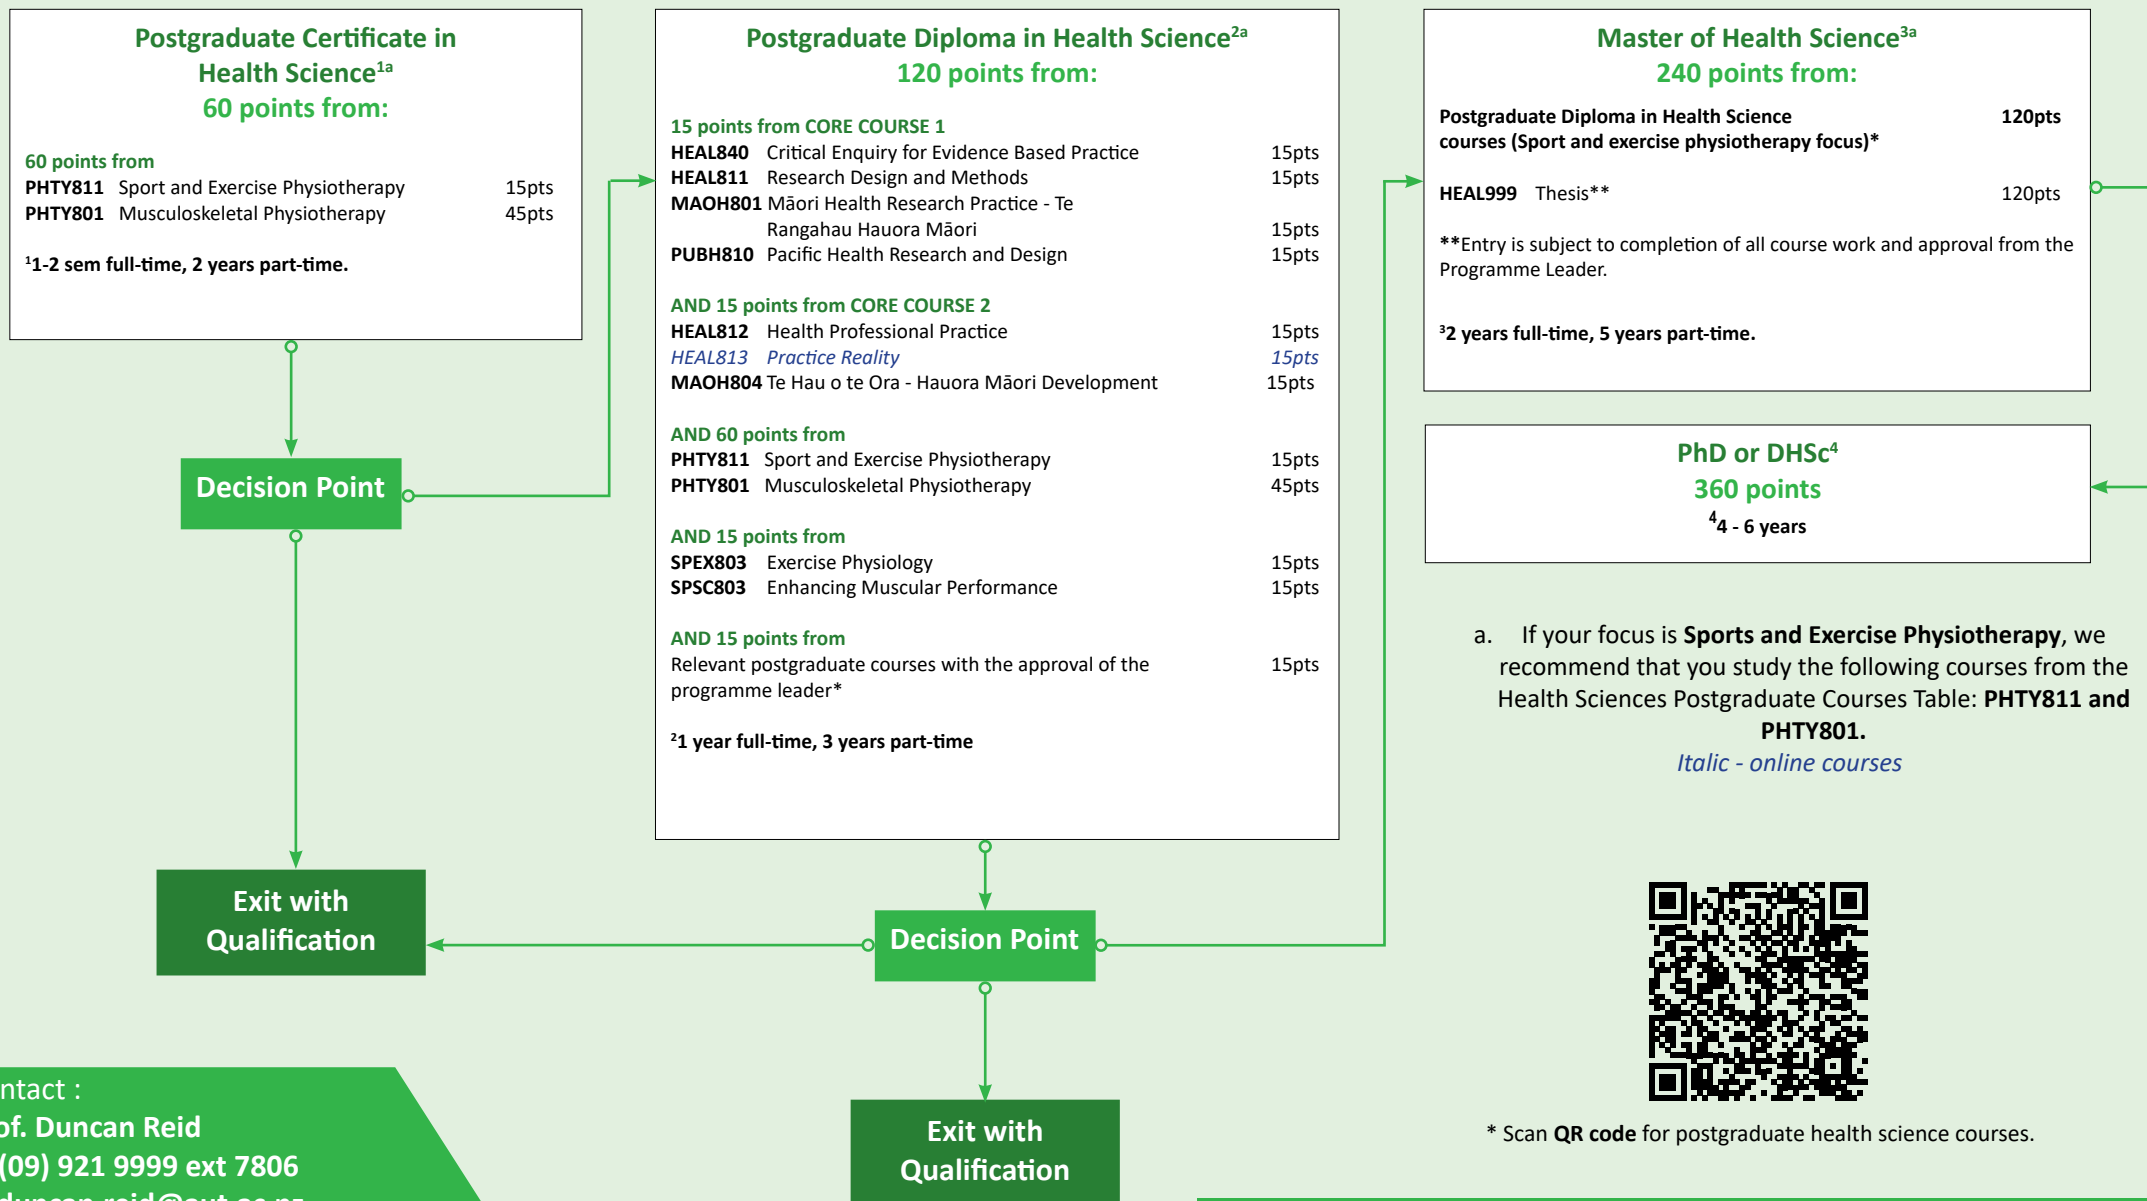 Postgraduate Certificate in
Health Science1a
60 points from:
60 points from
PHTY811 Sport and Exercise Physiotherapy 15pts
PHTY801 Musculoskeletal Physiotherapy 45pts
11-2 sem full-time, 2 years part-time.
Decision Point
Exit with
Qualification
Postgraduate Diploma in Health Science2a
120 points from:
15 points from CORE COURSE 1
HEAL840 Critical Enquiry for Evidence Based Practice 15pts
HEAL811 Research Design and Methods 15pts
MAOH801 Māori Health Research Practice - Te
Rangahau Hauora Māori 15pts
PUBH810 Pacific Health Research and Design 15pts
AND 15 points from CORE COURSE 2
HEAL812 Health Professional Practice 15pts
HEAL813 Practice Reality 15pts
MAOH804 Te Hau o te Ora - Hauora Māori Development 15pts
AND 60 points from
PHTY811 Sport and Exercise Physiotherapy 15pts
PHTY801 Musculoskeletal Physiotherapy 45pts
AND 15 points from
SPEX803 Exercise Physiology 15pts
SPSC803 Enhancing Muscular Performance 15pts
AND 15 points from
Relevant postgraduate courses with the approval of the 15pts
programme leader*
21 year full-time, 3 years part-time
Decision Point
Exit with
Qualification
Master of Health Science3a
240 points from:
Postgraduate Diploma in Health Science 120pts
courses (Sport and exercise physiotherapy focus)*
HEAL999 Thesis** 120pts
**Entry is subject to completion of all course work and approval from the
Programme Leader.
32 years full-time, 5 years part-time.
PhD or DHSc4
360 points
44 - 6 years
a. If your focus is Sports and Exercise Physiotherapy, we
recommend that you study the following courses from the
Health Sciences Postgraduate Courses Table: PHTY811 and
PHTY801.
Italic - online courses
* Scan QR code for postgraduate health science courses.
ntact :
of. Duncan Reid
(09) 921 9999 ext 7806
duncan.reid@aut.ac.nz